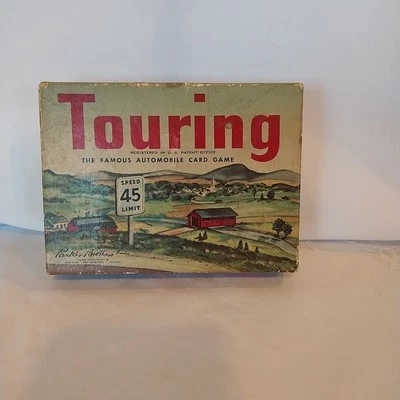 Touring
REGISTERED IN U. S. PATENT OFFICE
THE FAMOUS AUTOMOBILE CARD GAME
SPEED
45
LIMIT
Parker Brothers Inc.